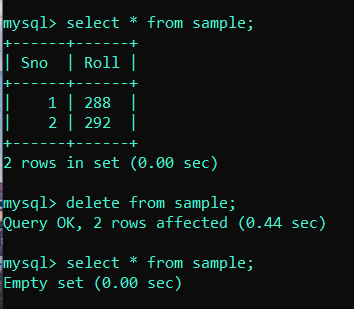 mysql> select * from sample;
+------+------+
| Sno  | Roll |
+------+------+
|    1 | 288  |
|    2 | 292  |
+------+------+
2 rows in set (0.00 sec)
mysql> delete from sample;
Query OK, 2 rows affected (0.44 sec)
mysql> select * from sample;
Empty set (0.00 sec)